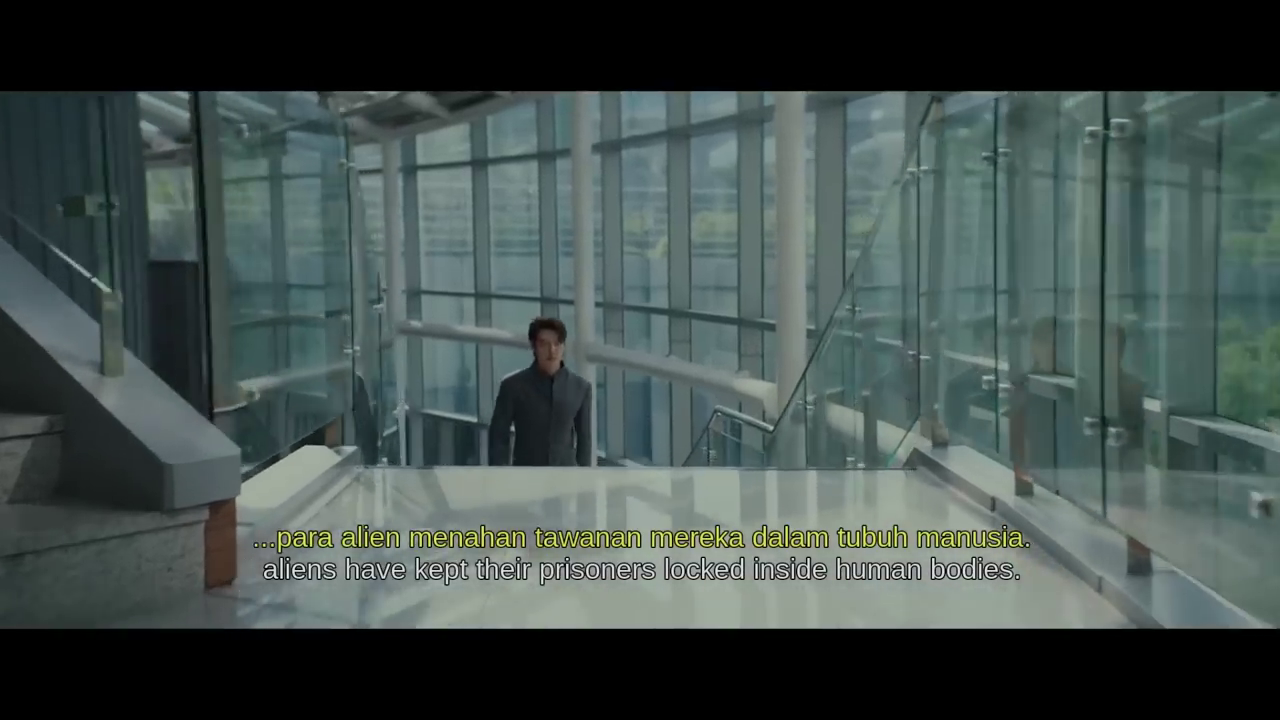 ...para alien menahan tawanan mereka dalam tubuh manusia.
aliens have kept their prisoners locked inside human bodies.